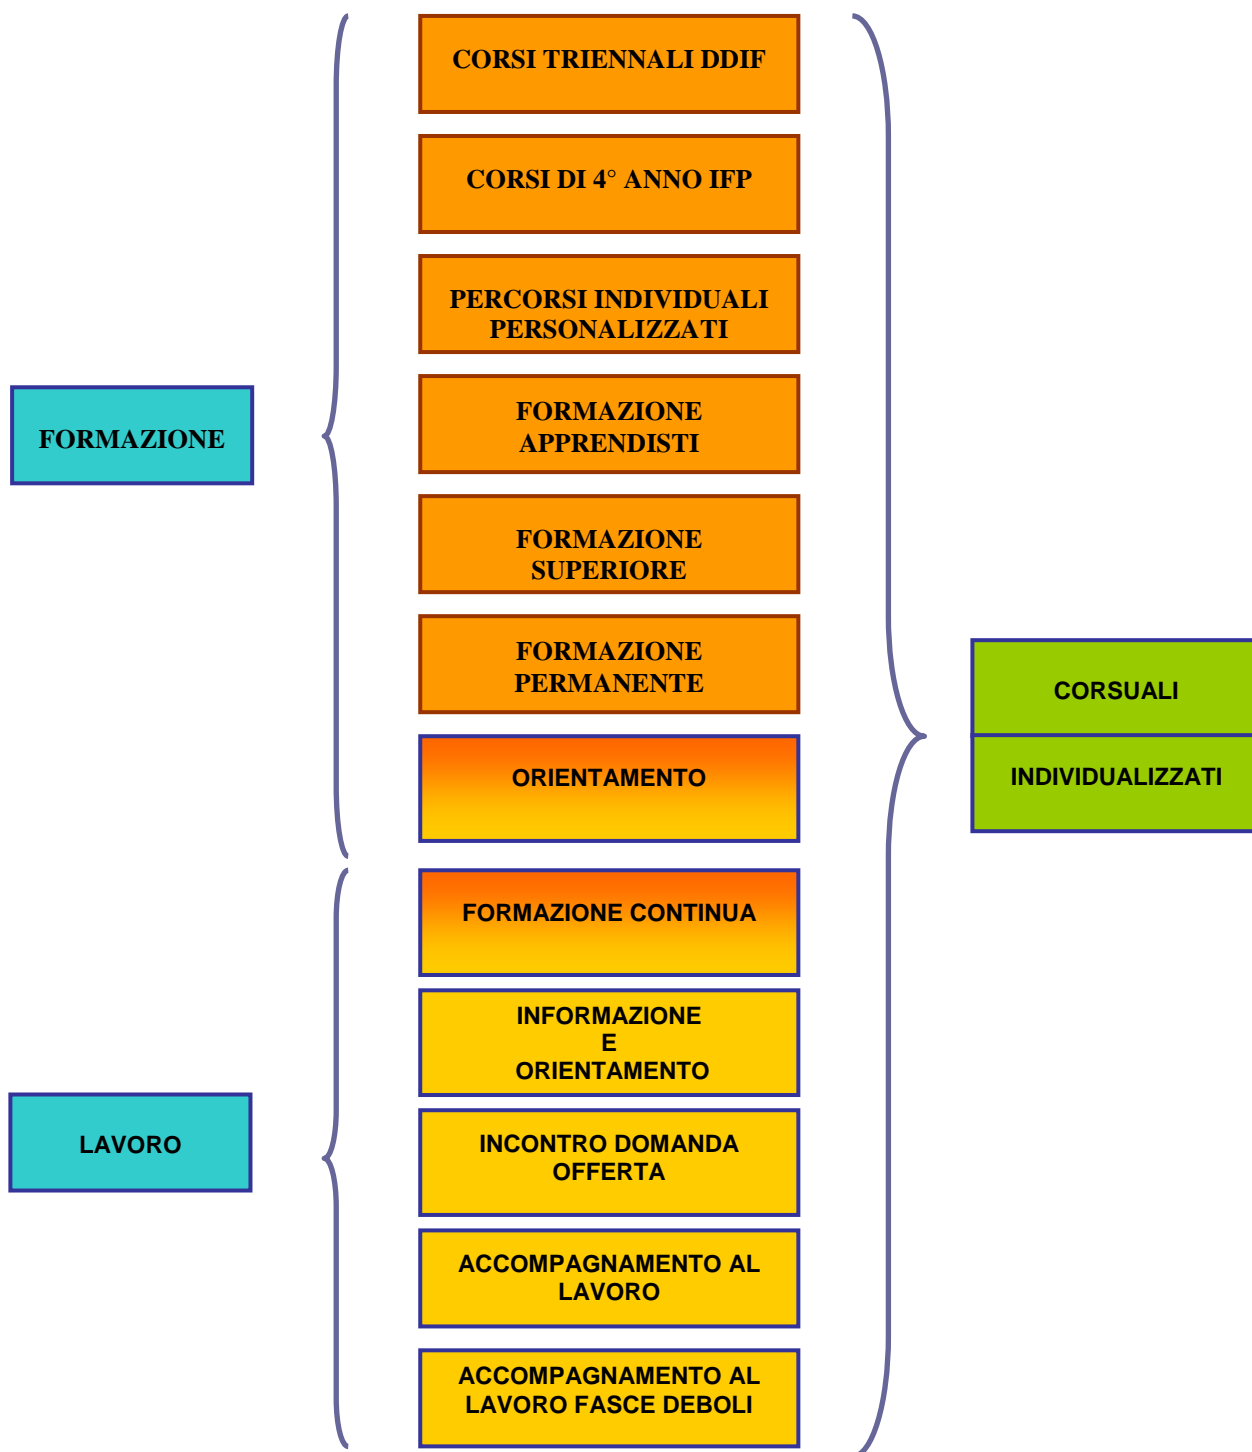 FORMAZIONE
CORSI TRIENNALI DDIF
CORSI DI 4° ANNO IFP
PERCORSI INDIVIDUALI
PERSONALIZZATI
FORMAZIONE
APPRENDISTI
FORMAZIONE
SUPERIORE
FORMAZIONE
PERMANENTE
ORIENTAMENTO
LAVORO
FORMAZIONE CONTINUA
INFORMAZIONE
E
ORIENTAMENTO
INCONTRO DOMANDA
OFFERTA
ACCOMPAGNAMENTO AL
LAVORO
ACCOMPAGNAMENTO AL
LAVORO FASCE DEBOLI
CORSUALI
INDIVIDUALIZZATI